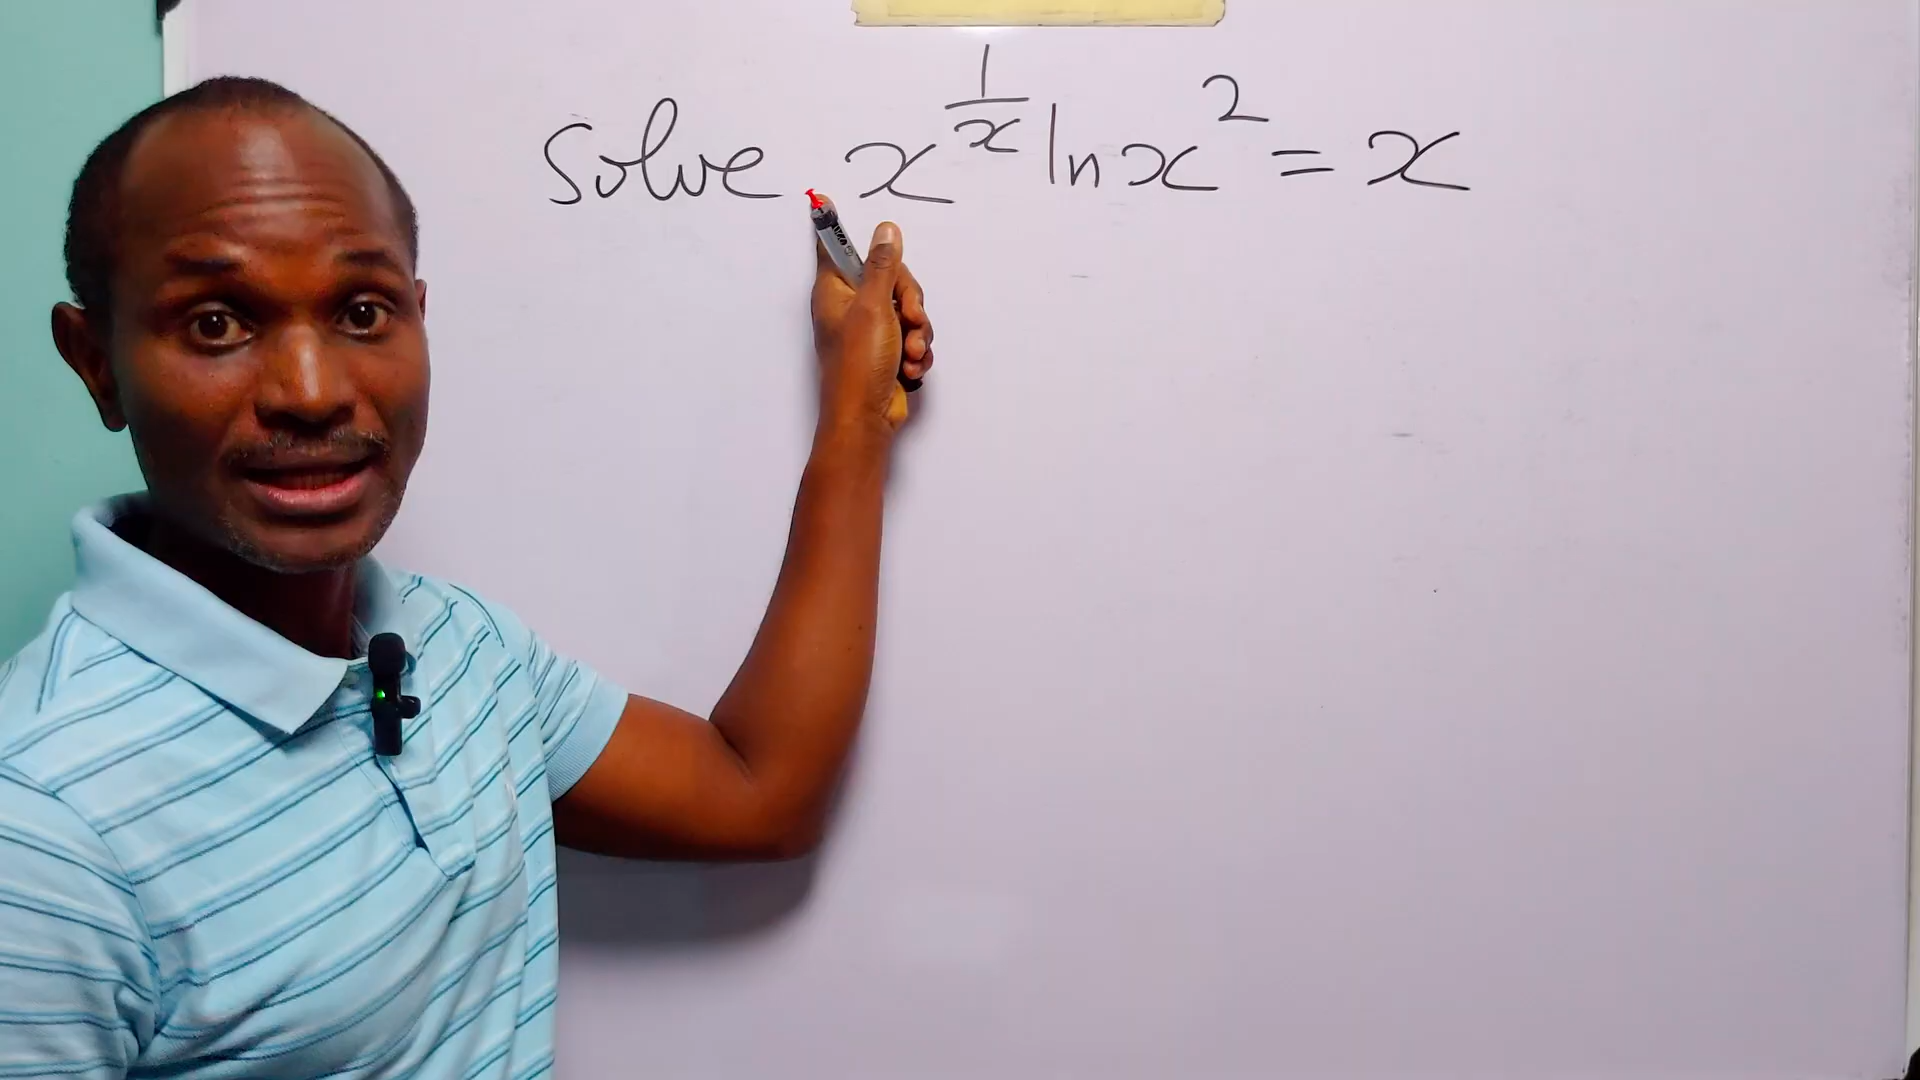 Solve x^{1/x} ln x^2 = x